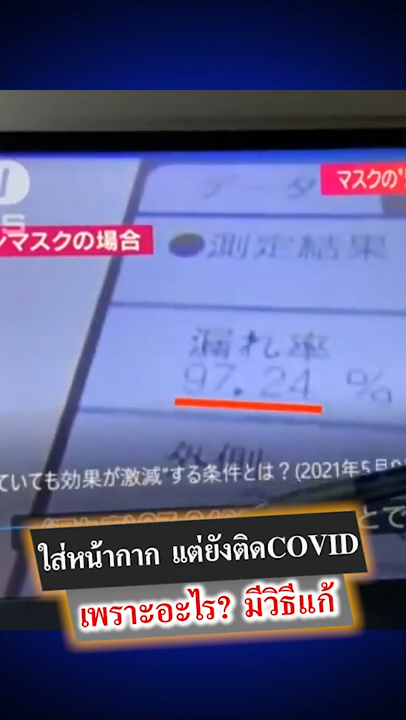 データ
マスクの"
ンマスクの場合
●測定結果
漏れ率
97.24 %
外側
ていても効果が激減"する条件とは？(2021年5月
とで
ใส่หน้ากาก แต่ยังติดCOVID
เพราะอะไร? มีวิธีแก้